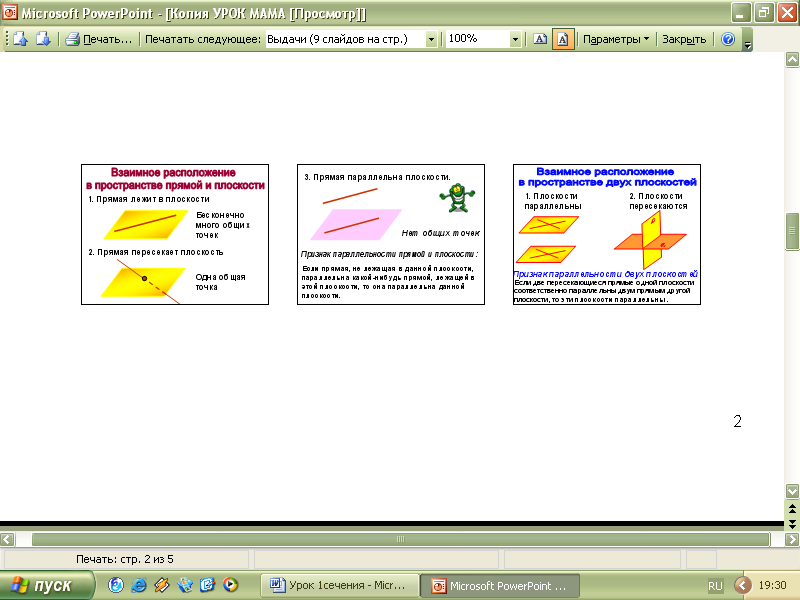 Microsoft PowerPoint - [Копия УРОК МАМА [Просмотр]]
Печать... Печатать следующее: Выдачи (9 слайдов на стр.) 100% Параметры Закрыть
Взаимное расположение
в пространстве прямой и плоскости
1. Прямая лежит в плоскости
Бесконечно
много общих
точек
2. Прямая пересекает плоскость
Одна общая
точка
3. Прямая параллельна плоскости.
Нет общих точек
Признак параллельности прямой и плоскости:
Если прямая, не лежащая в данной плоскости,
параллельна какой-нибудь прямой, лежащей в
этой плоскости, то она параллельна данной
плоскости.
Взаимное расположение
в пространстве двух плоскостей
1. Плоскости
параллельны
2. Плоскости
пересекаются
Признак параллельности двух плоскостей
Если две пересекающиеся прямые одной плоскости
соответственно параллельны двум прямым другой
плоскости, то эти плоскости параллельны.
2
Печать: стр. 2 из 5
пуск
Урок 1сечения - Micr...
Microsoft PowerPoint ...
RU
19:30